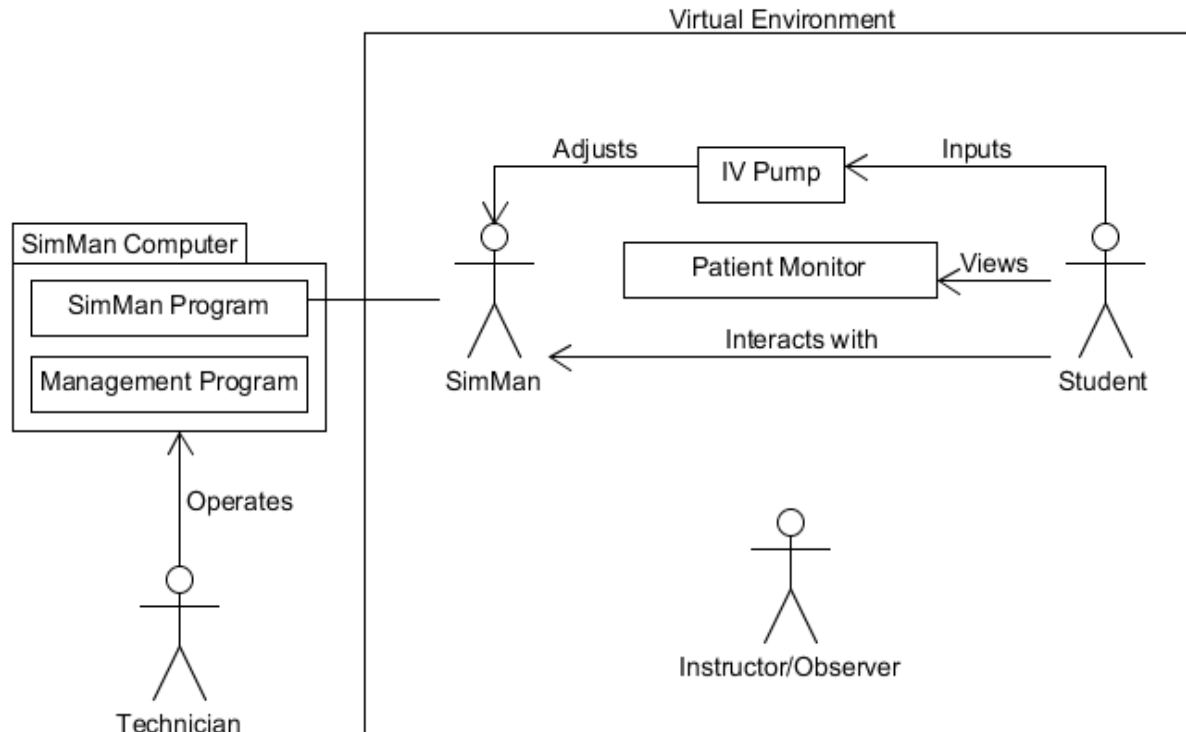 Virtual Environment
Adjusts
IV Pump
Inputs
SimMan Computer
SimMan Program
Management Program
Patient Monitor
Views
Interacts with
SimMan
Student
Operates
Instructor/Observer
Technician